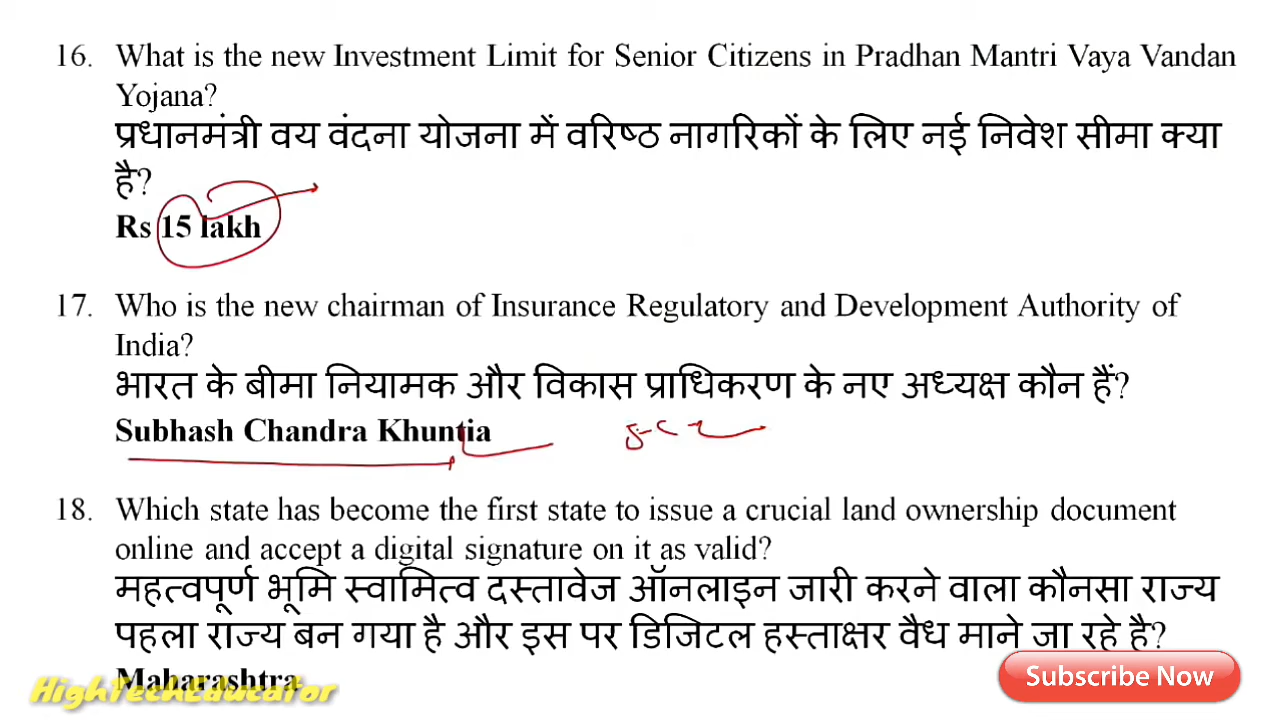 16. What is the new Investment Limit for Senior Citizens in Pradhan Mantri Vaya Vandan
Yojana?
प्रधानमंत्री वय वंदना योजना में वरिष्ठ नागरिकों के लिए नई निवेश सीमा क्या
है?
Rs 15 lakh
17. Who is the new chairman of Insurance Regulatory and Development Authority of
India?
भारत के बीमा नियामक और विकास प्राधिकरण के नए अध्यक्ष कौन हैं?
Subhash Chandra Khuntia
18. Which state has become the first state to issue a crucial land ownership document
online and accept a digital signature on it as valid?
महत्वपूर्ण भूमि स्वामित्व दस्तावेज ऑनलाइन जारी करने वाला कौनसा राज्य
पहला राज्य बन गया है और इस पर डिजिटल हस्ताक्षर वैध माने जा रहे है?
Maharashtra
HighTechEducator
Subscribe Now